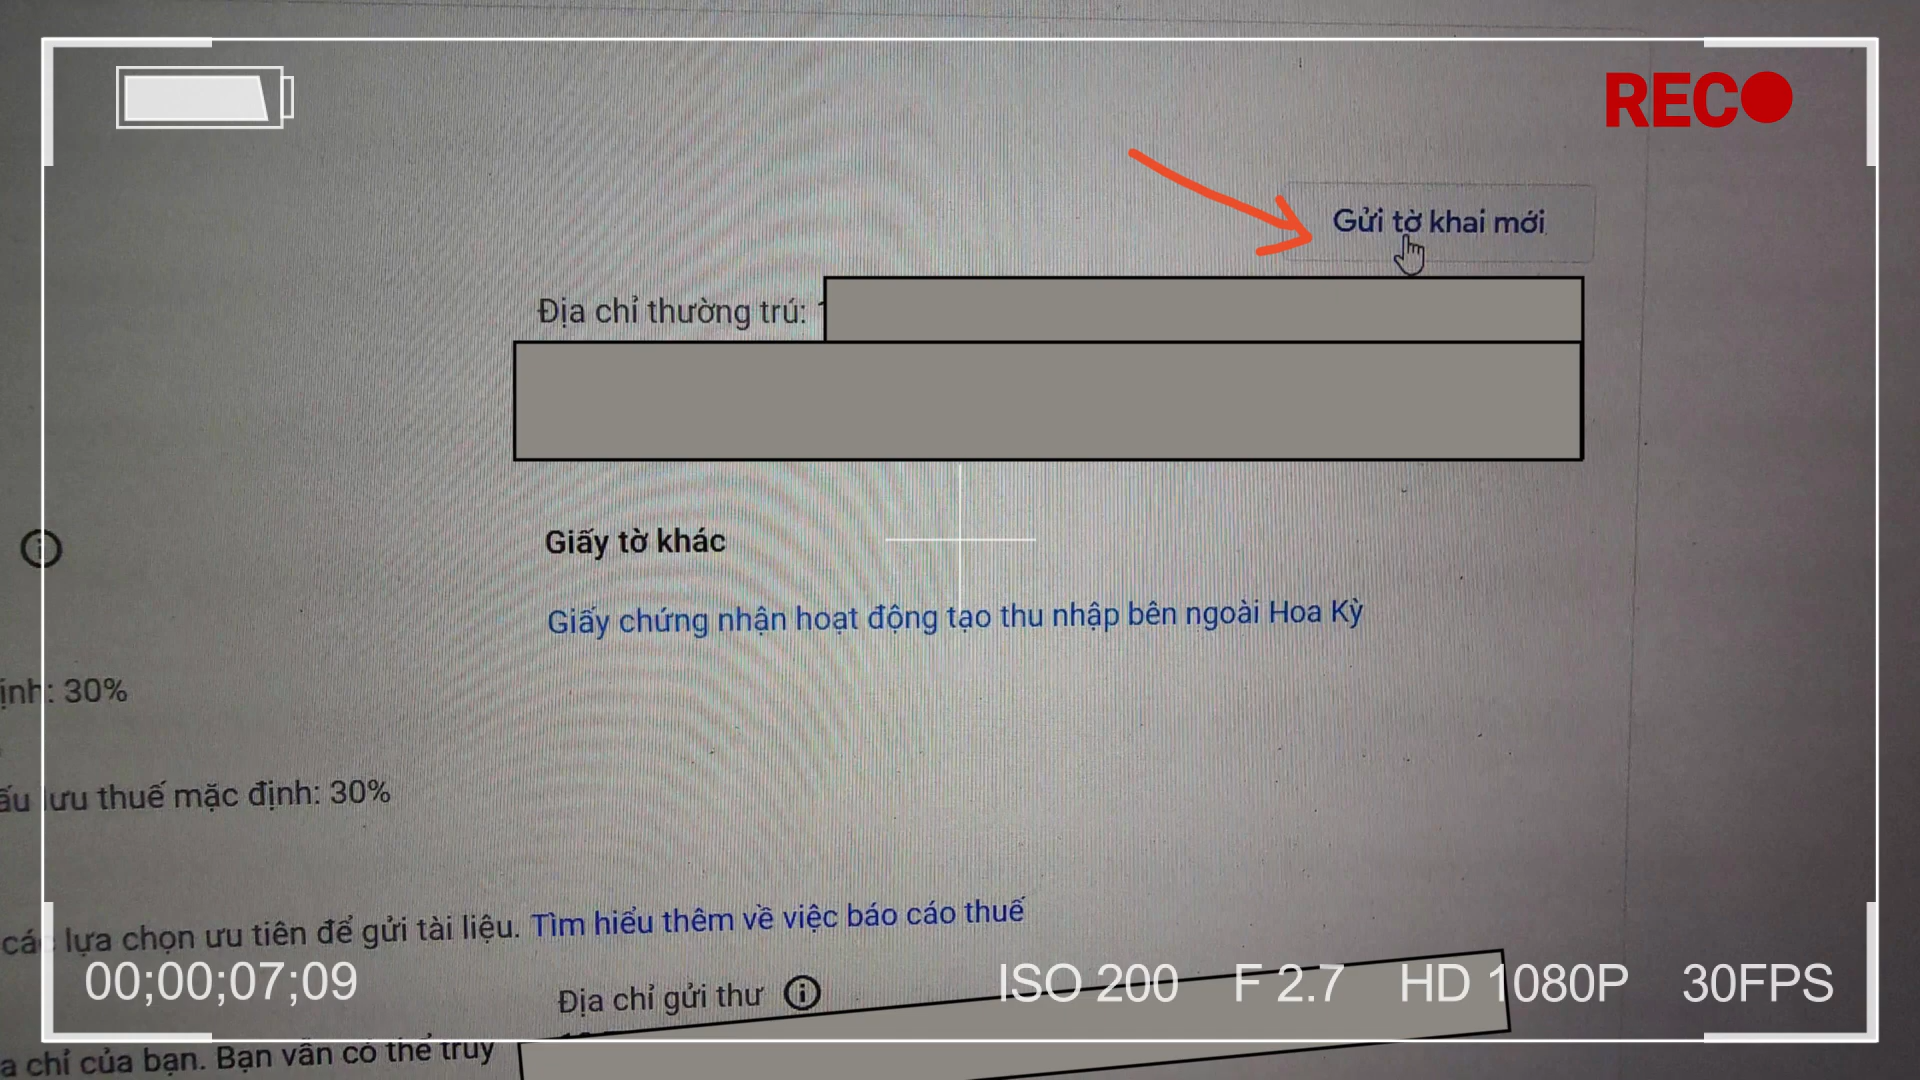 REC
Gửi tờ khai mới
Địa chỉ thường trú:
Giấy tờ khác
Giấy chứng nhận hoạt động tạo thu nhập bên ngoài Hoa Kỳ
ịnh: 30%
ấu lưu thuế mặc định: 30%
các lựa chọn ưu tiên để gửi tài liệu. Tìm hiểu thêm về việc báo cáo thuế
00;00;07;09
ISO 200 F 2.7 HD 1080P 30FPS
Địa chỉ gửi thư
a chỉ của bạn. Bạn vẫn có thể truy